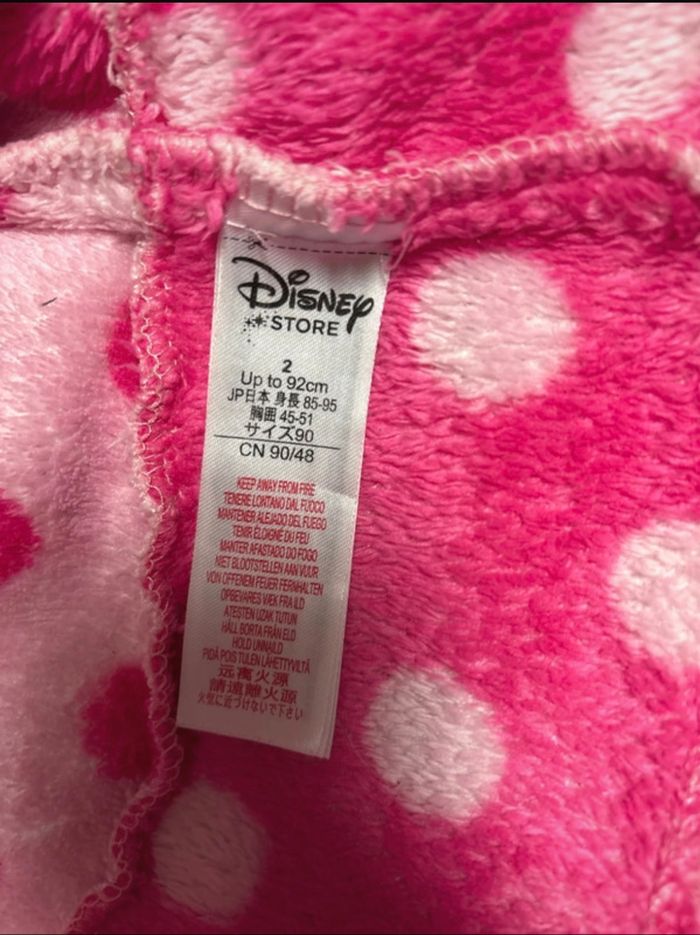 Disney
STORE
2
Up to 92cm
JP日本 身長 85-95
胸囲 45-51
サイズ90
CN 90/48
KEEP AWAY FROM FIRE
TENERE LONTANO DAL FUOCO
MANTENER ALEJADO DEL FUEGO
TENIR ÉLOIGNÉ DU FEU
MANTER AFASTADO DO FOGO
NIET BLOOTSTELLEN AAN VUUR
VON OFFENEM FEUER FERNHALTEN
OPBEVARES VÆK FRA ILD
ATEŞTEN UZAK TUTUN
HÅLL BORTA FRÅN ELD
HOLD UNNAILD
PIDÄ POIS TULEN LÄHETTYVILTÄ
远离火源
請遠離火源
火気に近づけないで下さい